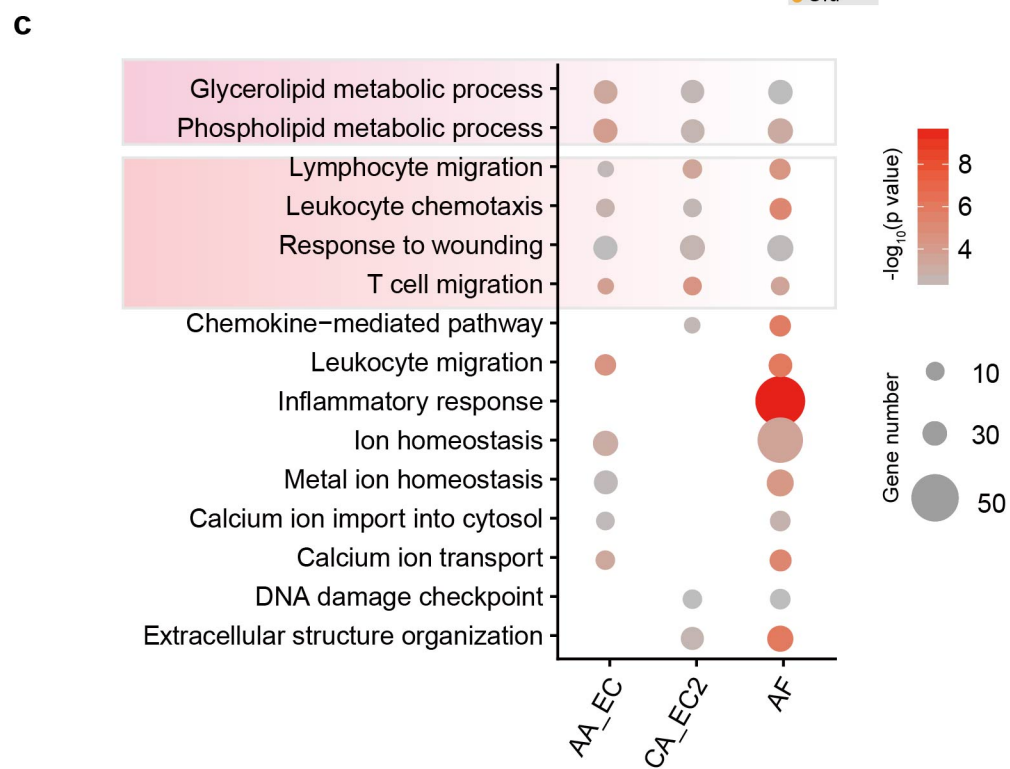 c
Glycerolipid metabolic process
Phospholipid metabolic process
Lymphocyte migration
Leukocyte chemotaxis
Response to wounding
T cell migration
Chemokine−mediated pathway
Leukocyte migration
Inflammatory response
Ion homeostasis
Metal ion homeostasis
Calcium ion import into cytosol
Calcium ion transport
DNA damage checkpoint
Extracellular structure organization
AA_EC
CA_EC2
AF
-log10(p value)
8
6
4
Gene number
10
30
50